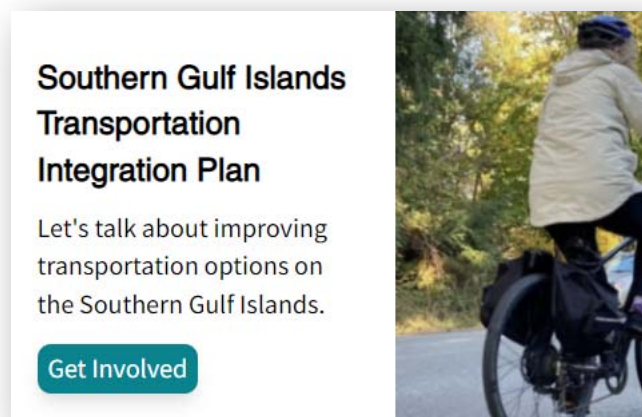 Southern Gulf Islands
Transportation
Integration Plan
Let's talk about improving
transportation options on
the Southern Gulf Islands.
Get Involved